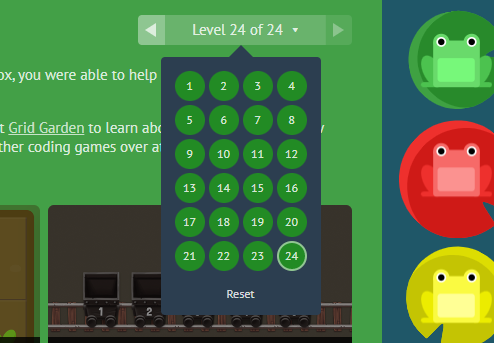 Level 24 of 24
ox, you were able to help
t Grid Garden to learn
ther coding games over
1 2 3 4
5 6 7 8
9 10 11 12
13 14 15 16
17 18 19 20
21 22 23 24
Reset
1 2